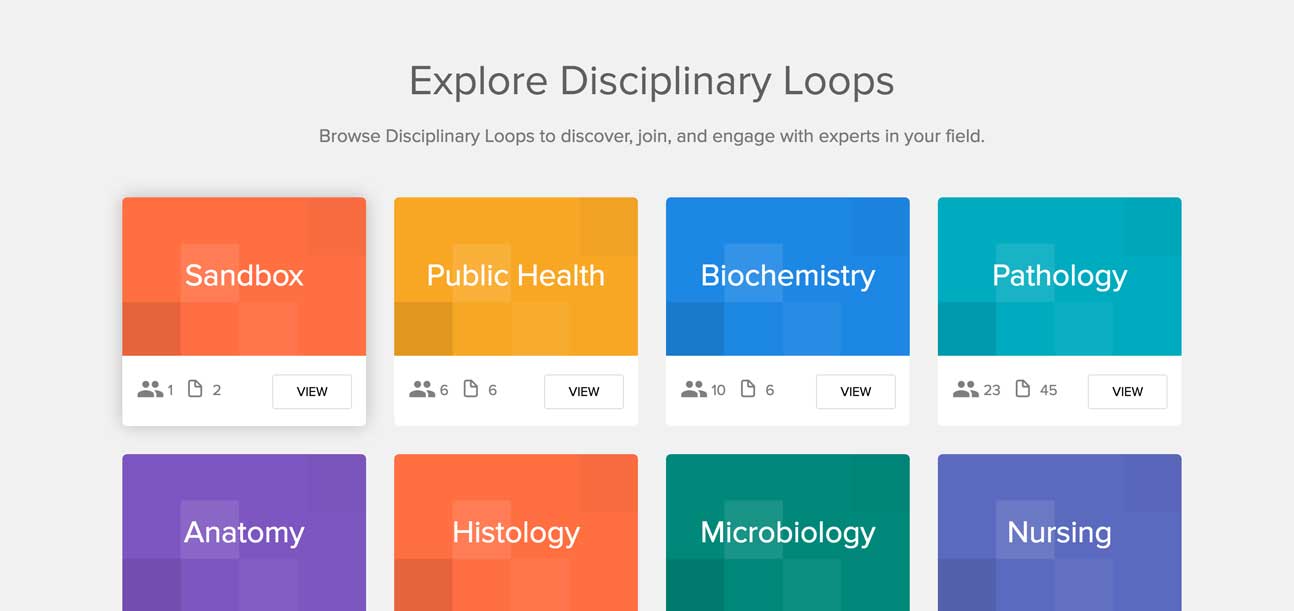 Explore Disciplinary Loops
Browse Disciplinary Loops to discover, join, and engage with experts in your field.
Sandbox
Public Health
Biochemistry
Pathology
1 2 VIEW
6 6 VIEW
10 6 VIEW
23 45 VIEW
Anatomy
Histology
Microbiology
Nursing